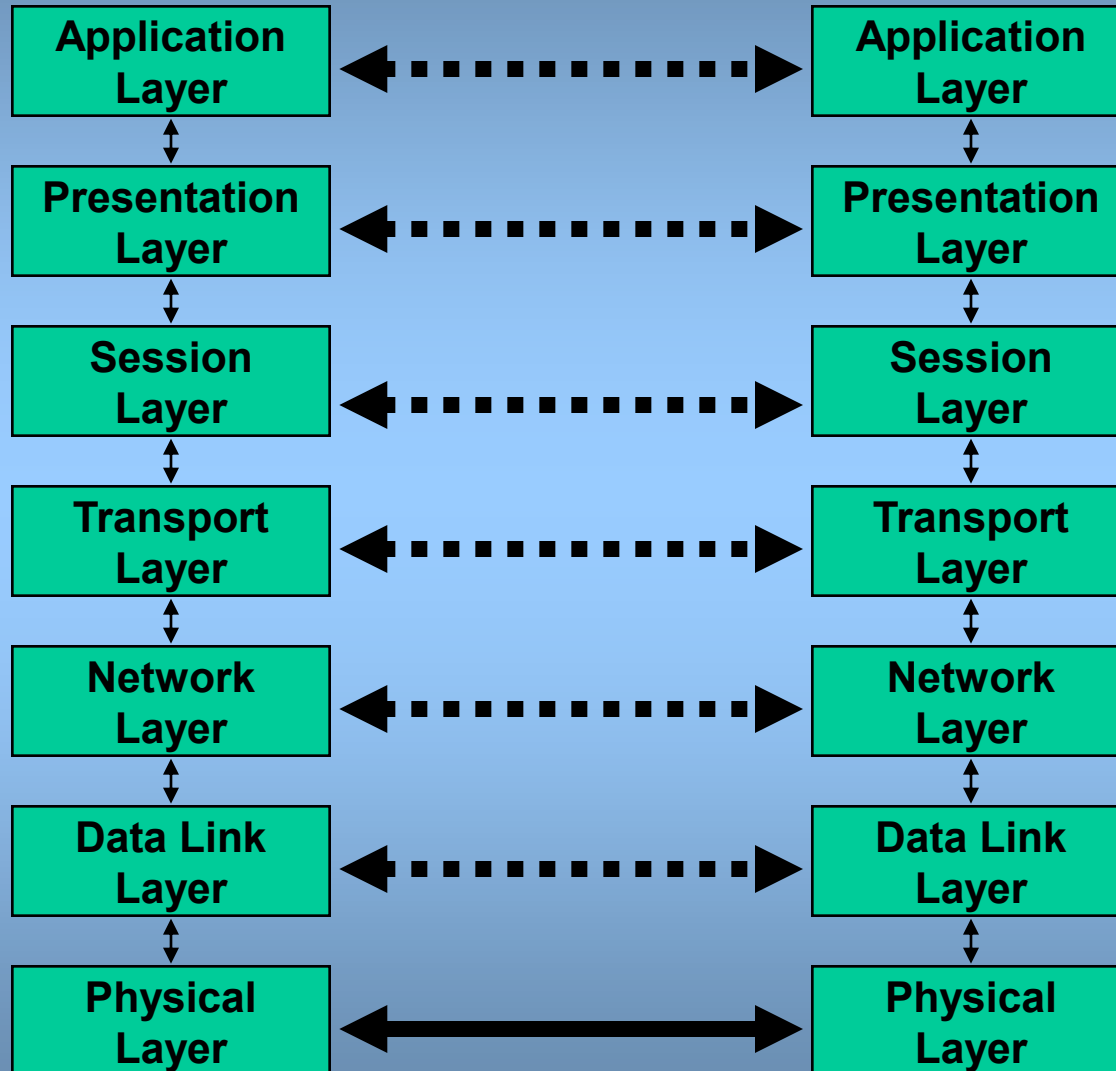 Application
Layer
Application
Layer
Presentation
Layer
Presentation
Layer
Session
Layer
Session
Layer
Transport
Layer
Transport
Layer
Network
Layer
Network
Layer
Data Link
Layer
Data Link
Layer
Physical
Layer
Physical
Layer